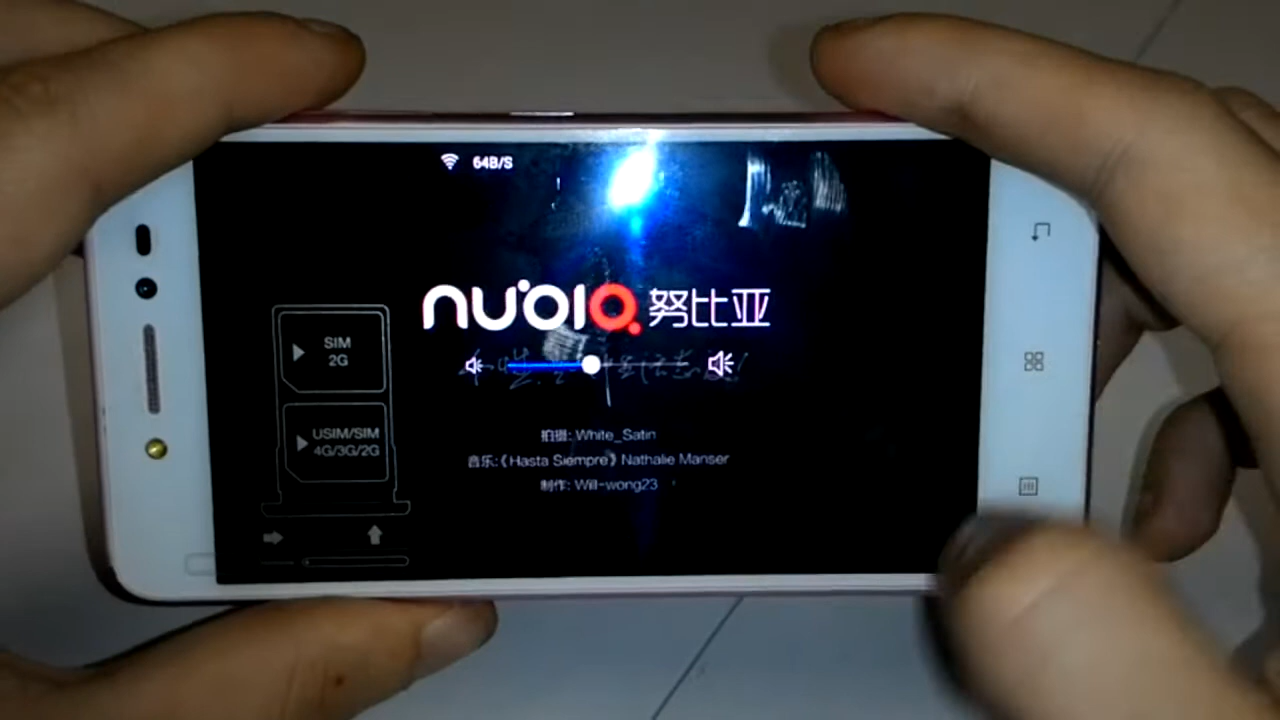 64B/S
nubia 努比亚
SIM
2G
USIM/SIM
4G/3G/2G
拍摄: White_Satin
音乐:《Hasta Siempre》Nathalie Manser
制作: Will-wong23